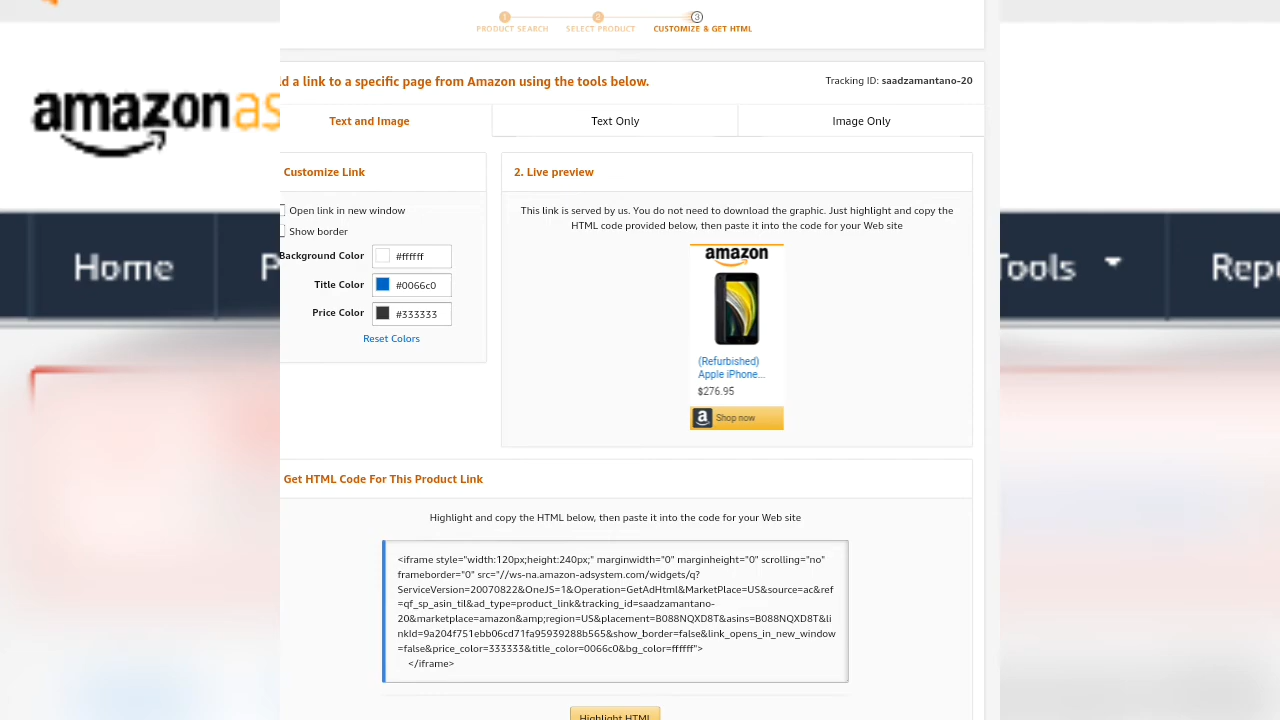 1 2 3
PRODUCT SEARCH SELECT PRODUCT CUSTOMIZE & GET HTML
amazon
d a link to a specific page from Amazon using the tools below.
Tracking ID: saadzamantano-20
Text and Image
Text Only
Image Only
Home
Tools
Customize Link
Open link in new window
Show border
Background Color #ffffff
Title Color #0066c0
Price Color #333333
Reset Colors
2. Live preview
This link is served by us. You do not need to download the graphic. Just highlight and copy the
HTML code provided below, then paste it into the code for your Web site
amazon
(Refurbished)
Apple iPhone...
$276.95
a Shop now
Get HTML Code For This Product Link
Highlight and copy the HTML below, then paste it into the code for your Web site
<iframe style="width:120px;height:240px;" marginwidth="0" marginheight="0" scrolling="no"
frameborder="0" src="//ws-na.amazon-adsystem.com/widgets/q?
ServiceVersion=20070822&OneJS=1&Operation=GetAdHtml&MarketPlace=US&source=ac&ref
=qf_sp_asin_til&ad_type=product_link&tracking_id=saadzamantano-
20&marketplace=amazon&amp;region=US&placement=B088NQXD8T&asins=B088NQXD8T&li
nkId=9a204f751ebb06cd71fa95939288b565&show_border=false&link_opens_in_new_window
=false&price_color=333333&title_color=0066c0&bg_color=ffffff">
</iframe>
Highlight HTML